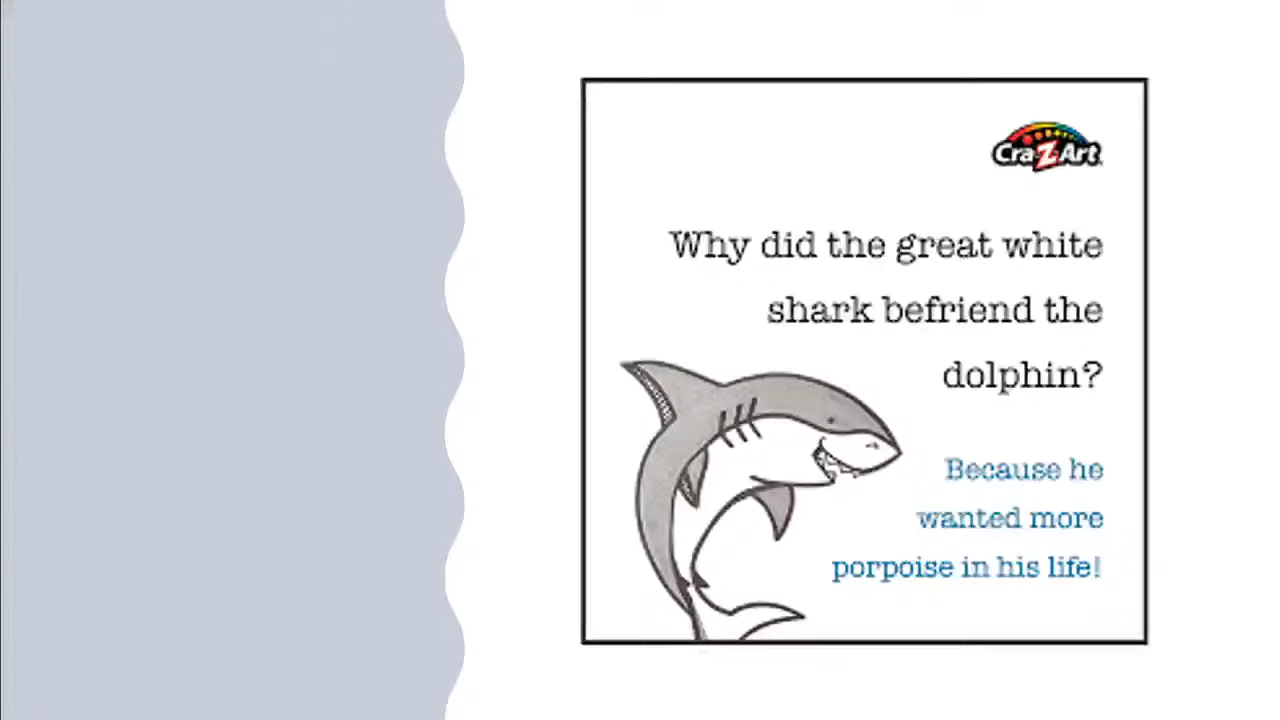 Cra-Z-Art
Why did the great white
shark befriend the
dolphin?
Because he
wanted more
porpoise in his life!